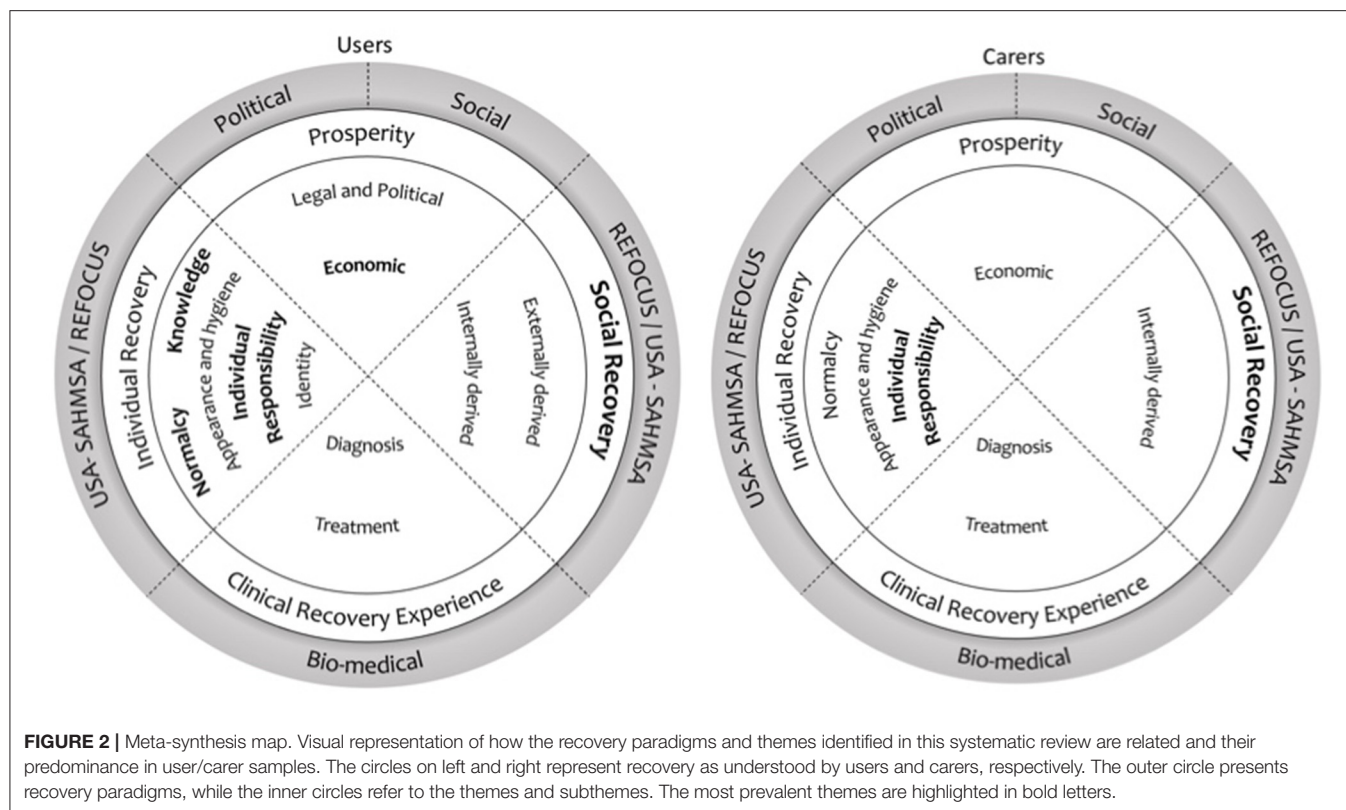 Users
Political
Social
Prosperity
Legal and Political
Economic
USA- SAHMSA / REFOCUS
Individual Recovery
Knowledge
Normalcy
Appearance and hygiene
Individual
Responsibility
Identity
Internally derived
Externally derived
Social Recovery
REFOCUS / USA - SAHMSA
Diagnosis
Treatment
Clinical Recovery Experience
Bio-medical
Carers
Political
Social
Prosperity
Economic
USA- SAHMSA / REFOCUS
Individual Recovery
Normalcy
Appearance and hygiene
Individual
Responsibility
Internally derived
Social Recovery
REFOCUS / USA - SAHMSA
Diagnosis
Treatment
Clinical Recovery Experience
Bio-medical
FIGURE 2 | Meta-synthesis map. Visual representation of how the recovery paradigms and themes identified in this systematic review are related and their
predominance in user/carer samples. The circles on left and right represent recovery as understood by users and carers, respectively. The outer circle presents
recovery paradigms, while the inner circles refer to the themes and subthemes. The most prevalent themes are highlighted in bold letters.